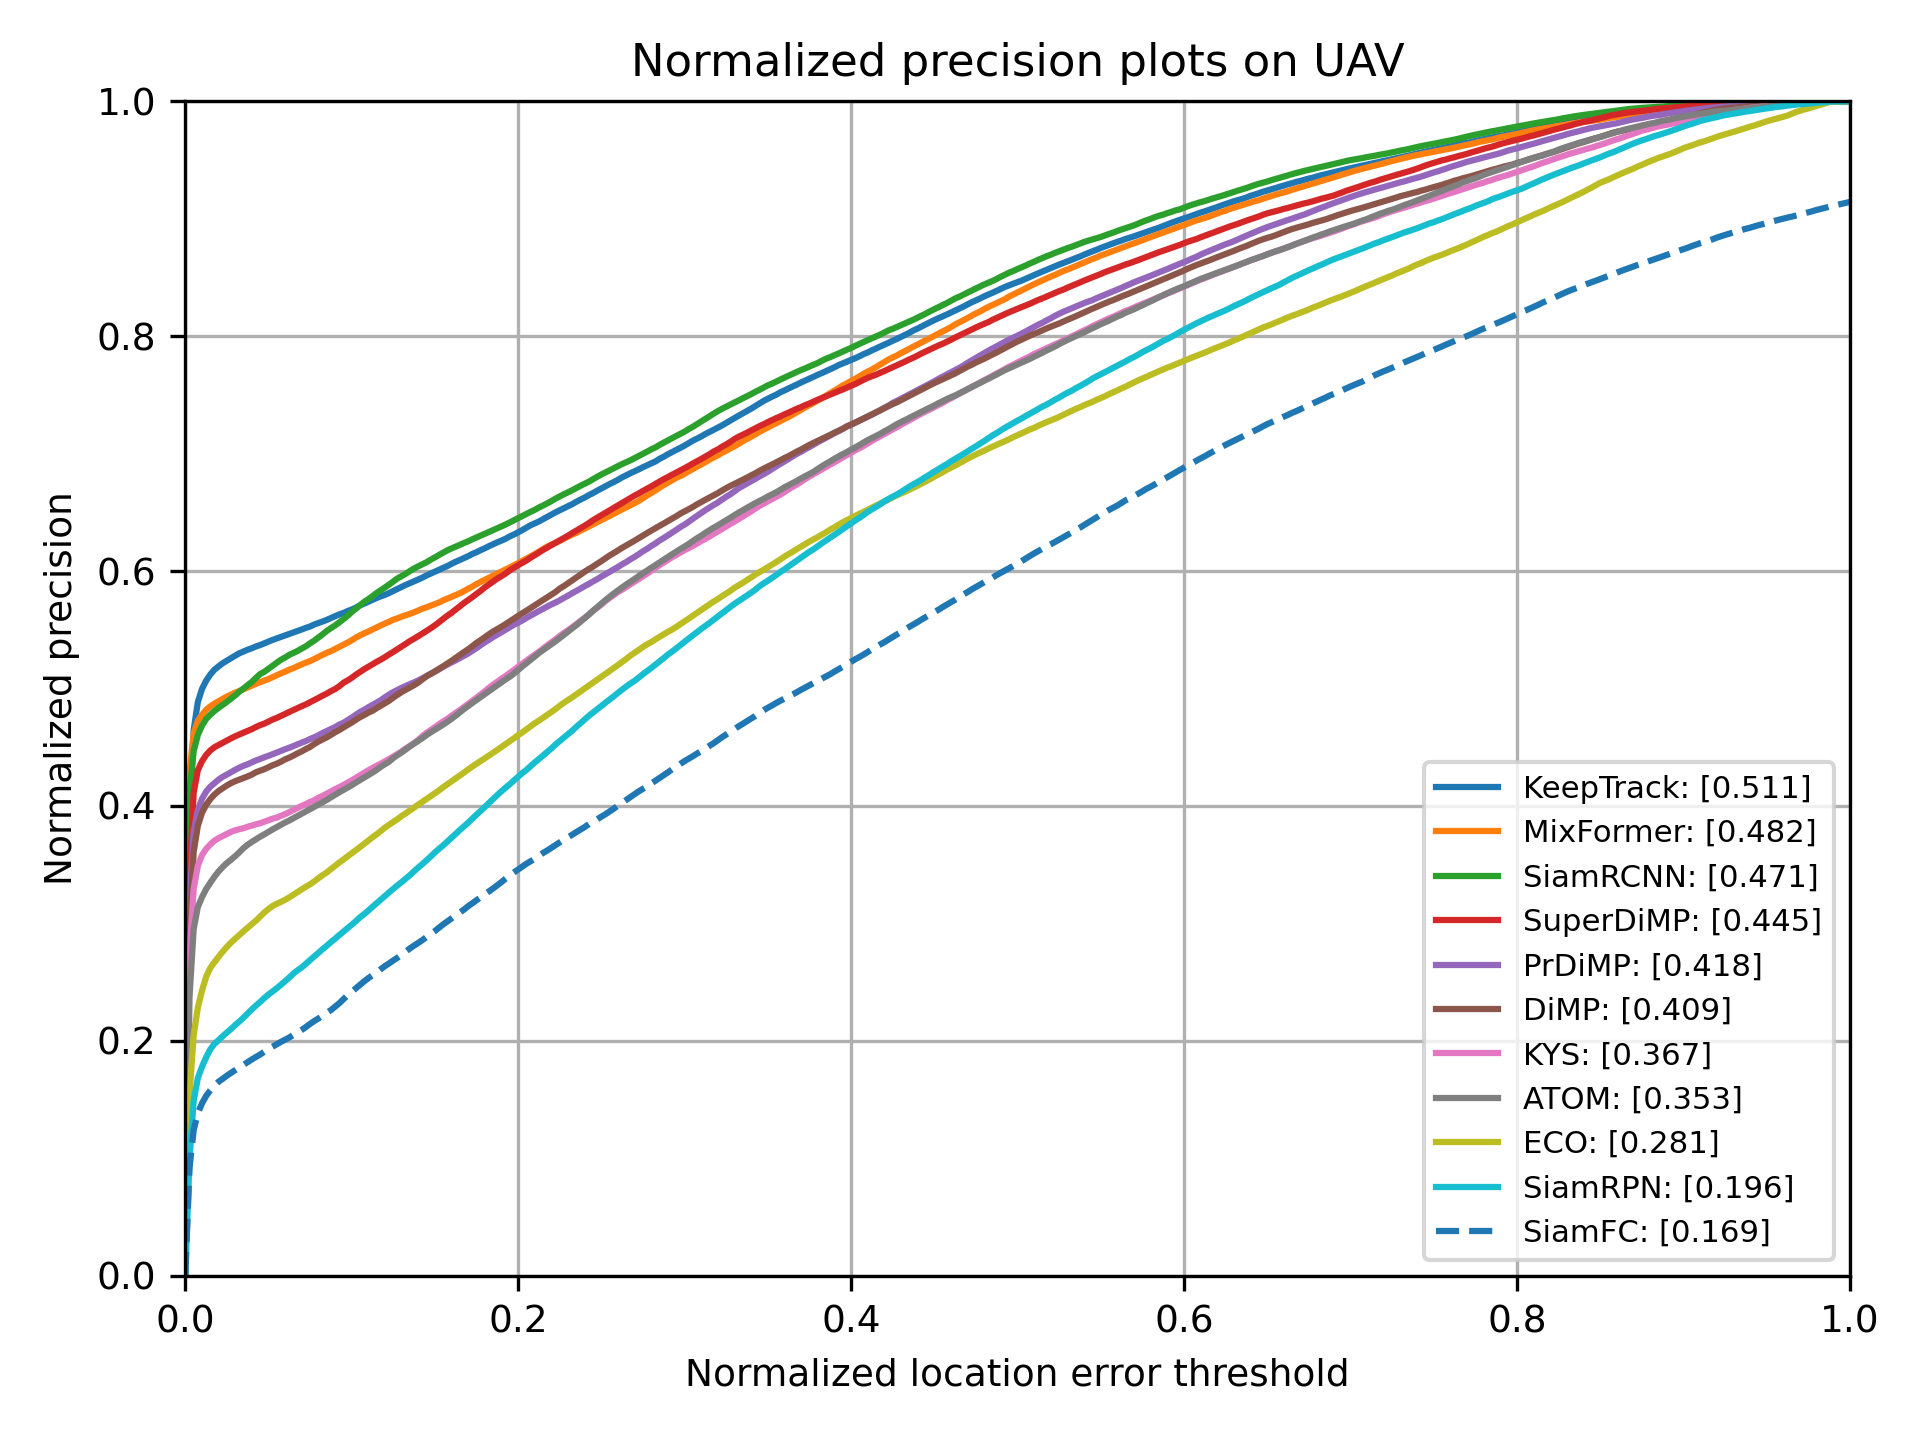 Normalized precision plots on UAV
1.0
0.8
0.6
0.4
0.2
0.0
Normalized precision
KeepTrack: [0.511]
MixFormer: [0.482]
SiamRCNN: [0.471]
SuperDiMP: [0.445]
PrDiMP: [0.418]
DiMP: [0.409]
KYS: [0.367]
ATOM: [0.353]
ECO: [0.281]
SiamRPN: [0.196]
SiamFC: [0.169]
0.0 0.2 0.4 0.6 0.8 1.0
Normalized location error threshold